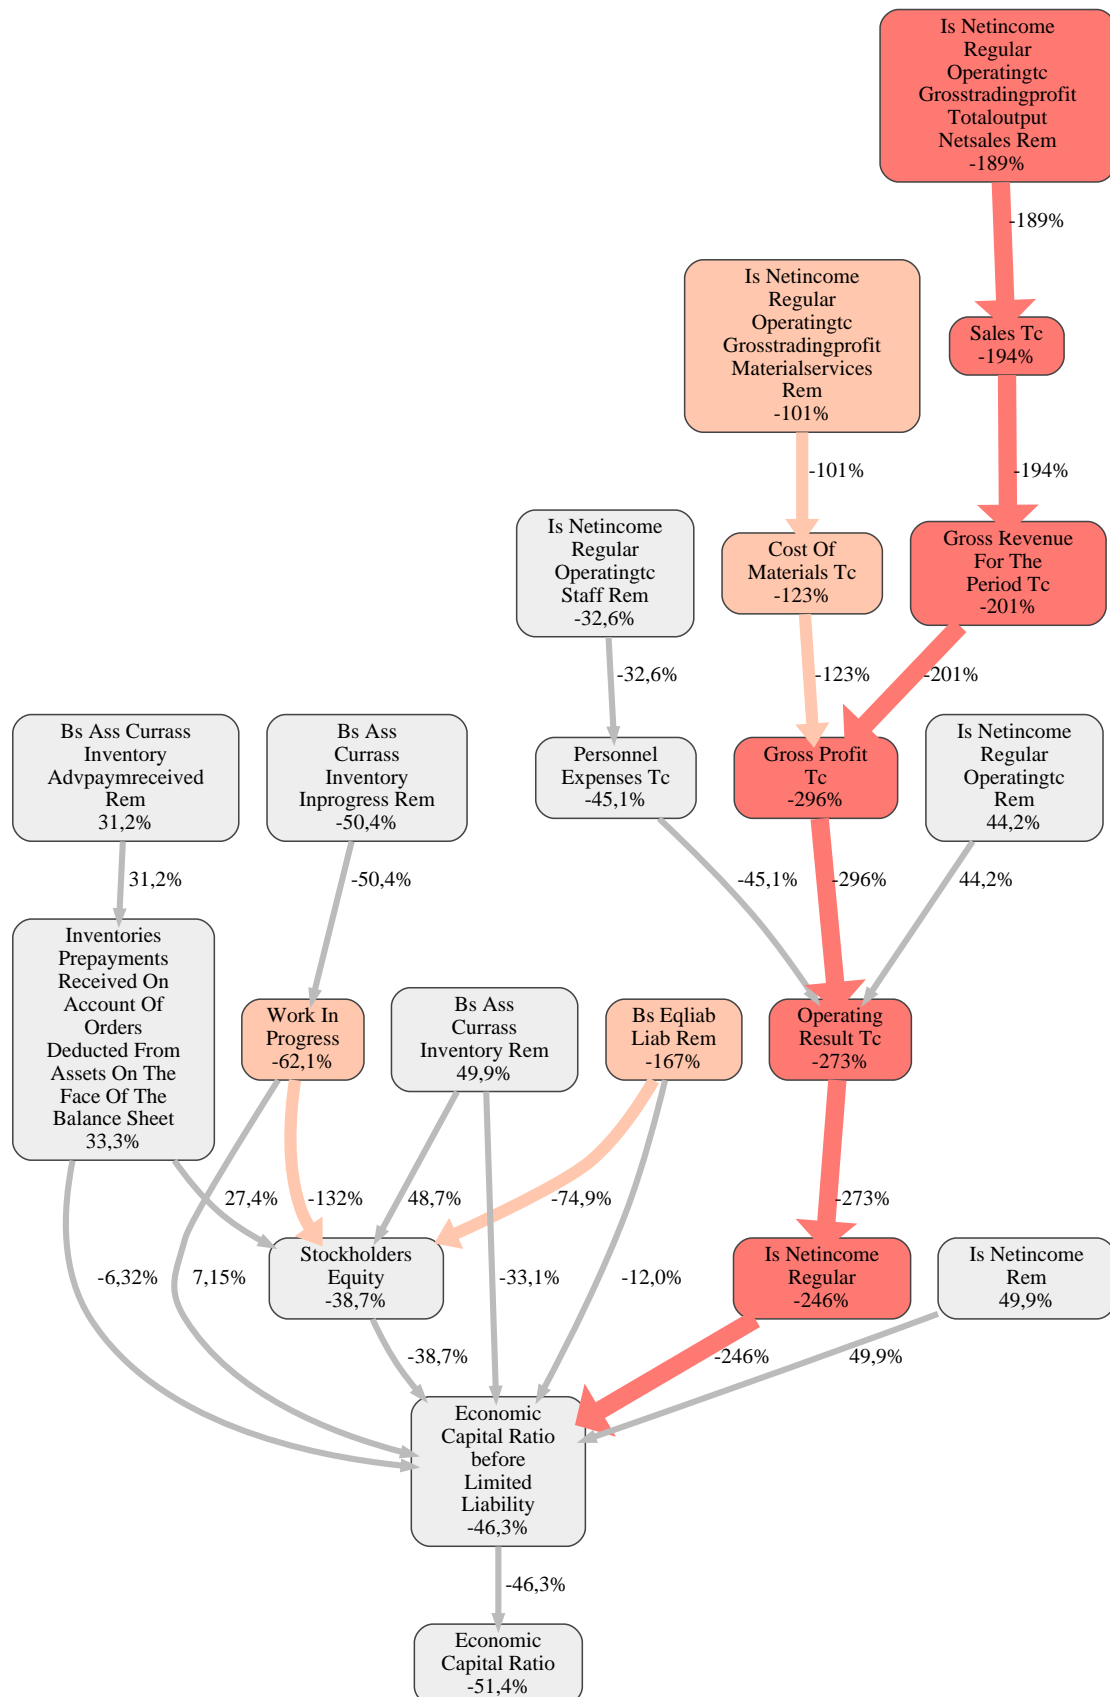 Is Netincome
Regular
Operatingtc
Grosstradingprofit
Totaloutput
Netsales Rem
-189%
-189%
Is Netincome
Regular
Operatingtc
Grosstradingprofit
Materialservices
Rem
-101%
Sales Tc
-194%
-101%
-194%
Is Netincome
Regular
Operatingtc
Staff Rem
-32,6%
Cost Of
Materials Tc
-123%
Gross Revenue
For The
Period Tc
-201%
-32,6%
-123%
-201%
Bs Ass Currass
Inventory
Advpaymreceived
Rem
31,2%
Bs Ass
Currass
Inventory
Inprogress Rem
-50,4%
Personnel
Expenses Tc
-45,1%
Gross Profit
Tc
-296%
Is Netincome
Regular
Operatingtc
Rem
44,2%
31,2%
-50,4%
-45,1%
-296%
44,2%
Inventories
Prepayments
Received On
Account Of
Orders
Deducted From
Assets On The
Face Of The
Balance Sheet
33,3%
Work In
Progress
-62,1%
Bs Ass
Currass
Inventory Rem
49,9%
Bs Eqliab
Liab Rem
-167%
Operating
Result Tc
-273%
27,4%
-132%
48,7%
-74,9%
-273%
-6,32%
7,15%
Stockholders
Equity
-38,7%
-33,1%
-12,0%
Is Netincome
Regular
-246%
Is Netincome
Rem
49,9%
-38,7%
-246%
49,9%
Economic
Capital Ratio
before
Limited
Liability
-46,3%
-46,3%
Economic
Capital Ratio
-51,4%